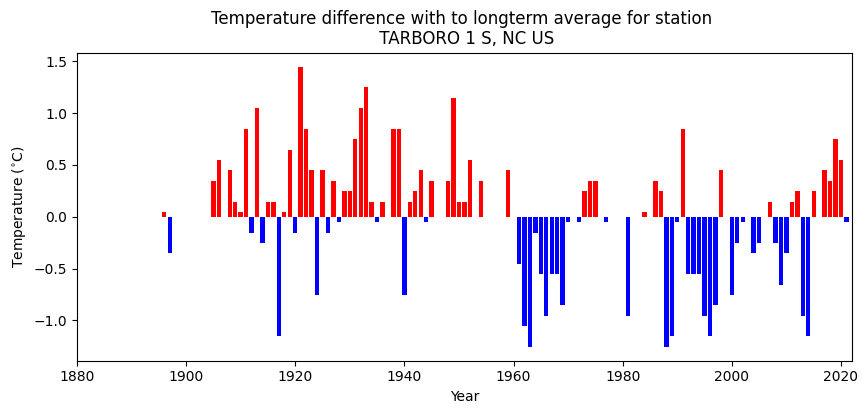 Temperature difference with to longterm average for station
TARBORO 1 S, NC US
1.5
1.0
0.5
0.0
−0.5
−1.0
Temperature (°C)
1880 1900 1920 1940 1960 1980 2000 2020
Year